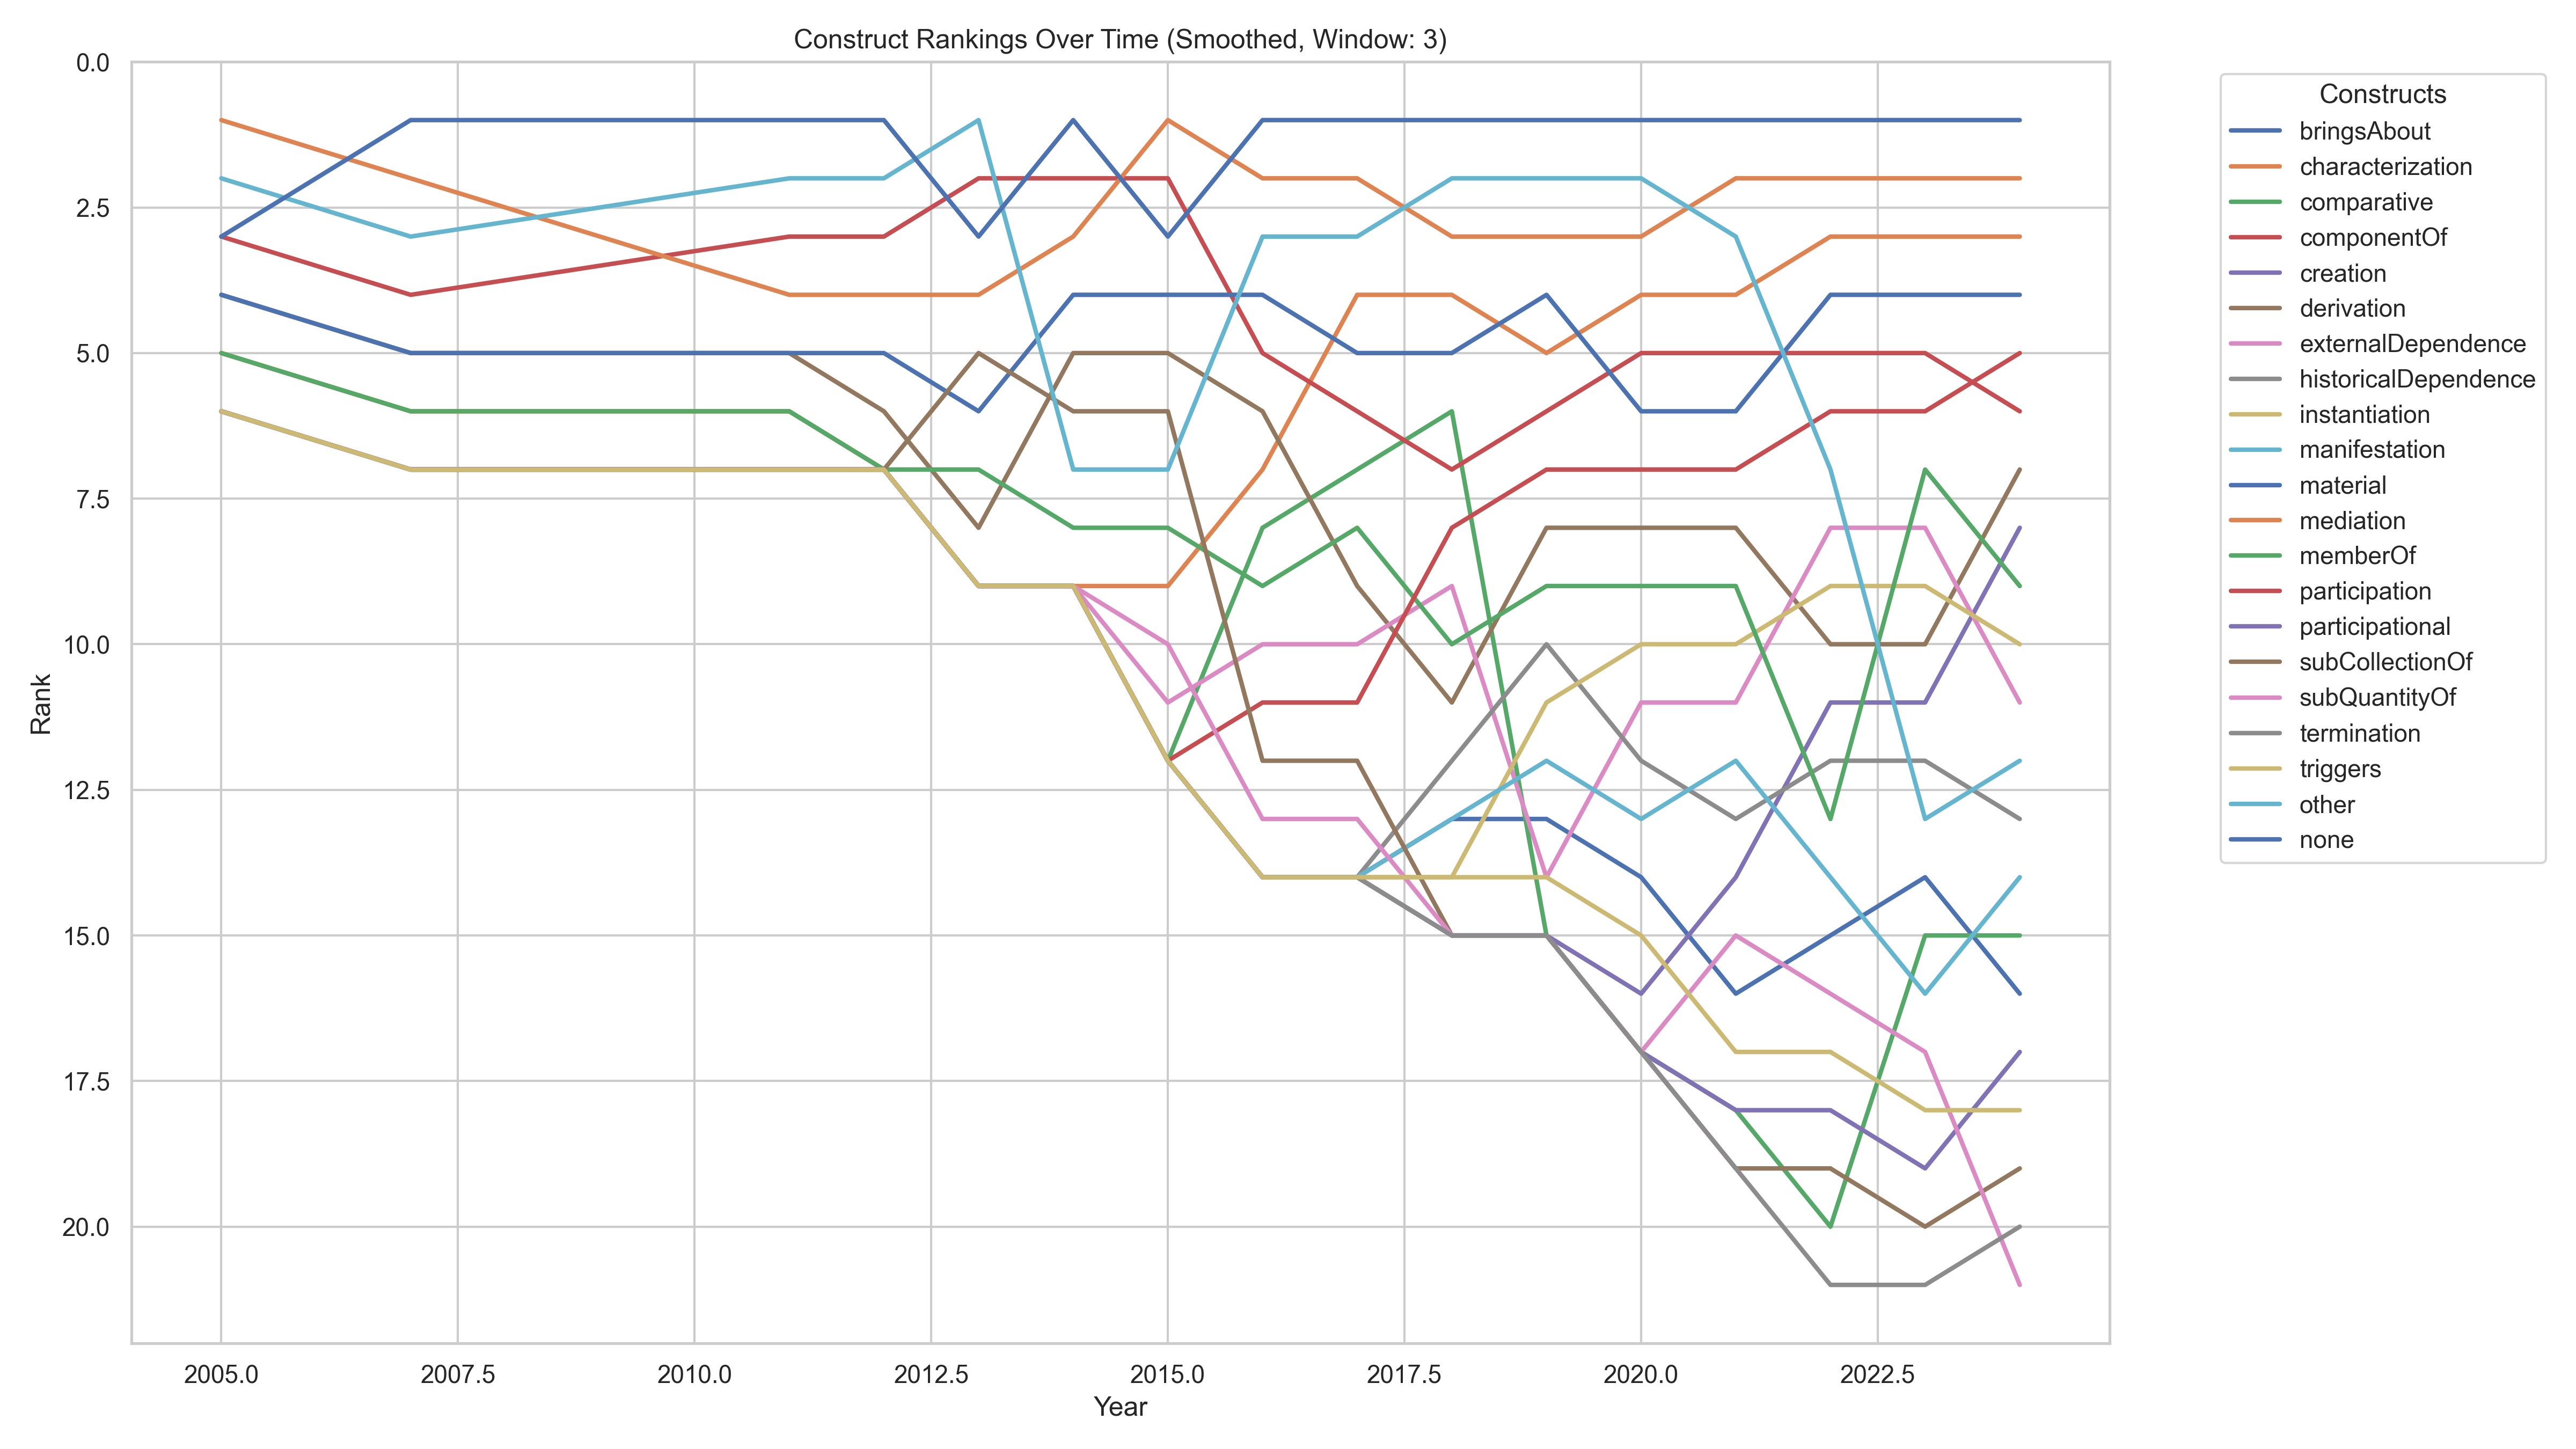 Construct Rankings Over Time (Smoothed, Window: 3)
0.0
2.5
5.0
7.5
10.0
12.5
15.0
17.5
20.0
Rank
2005.0
2007.5
2010.0
2012.5
2015.0
2017.5
2020.0
2022.5
Year
Constructs
bringsAbout
characterization
comparative
componentOf
creation
derivation
externalDependence
historicalDependence
instantiation
manifestation
material
mediation
memberOf
participation
participational
subCollectionOf
subQuantityOf
termination
triggers
other
none